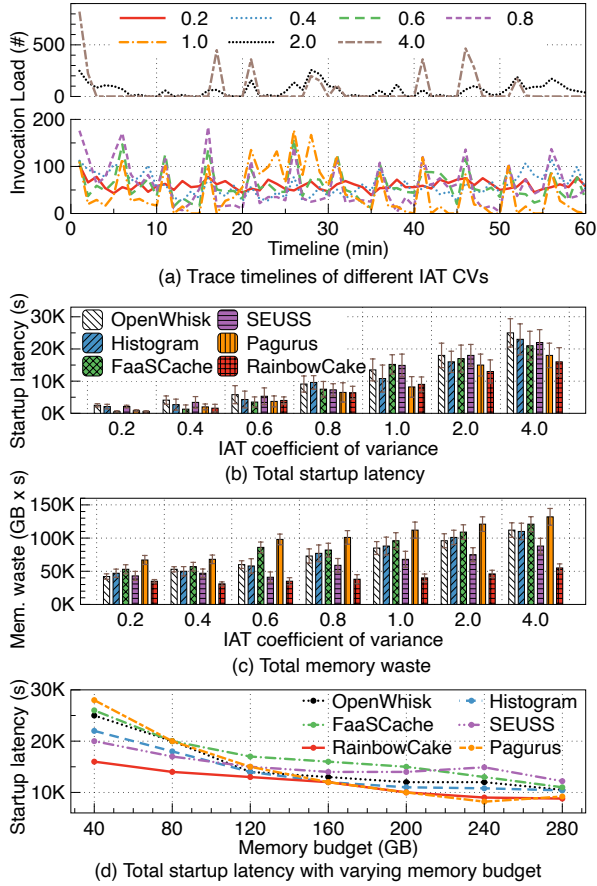 0.2 0.4 0.6 0.8
1.0 2.0 4.0
Invocation Load (#)
500
0
200
100
0
0 10 20 30 40 50 60
Timeline (min)
(a) Trace timelines of different IAT CVs
Startup latency (s)
30K
20K
10K
0K
OpenWhisk SEUSS
Histogram Pagurus
FaaSCache RainbowCake
0.2 0.4 0.6 0.8 1.0 2.0 4.0
IAT coefficient of variance
(b) Total startup latency
Mem. waste (GB x s)
150K
100K
50K
0K
0.2 0.4 0.6 0.8 1.0 2.0 4.0
IAT coefficient of variance
(c) Total memory waste
Startup latency (s)
30K
20K
10K
OpenWhisk Histogram
FaaSCache SEUSS
RainbowCake Pagurus
40 80 120 160 200 240 280
Memory budget (GB)
(d) Total startup latency with varying memory budget